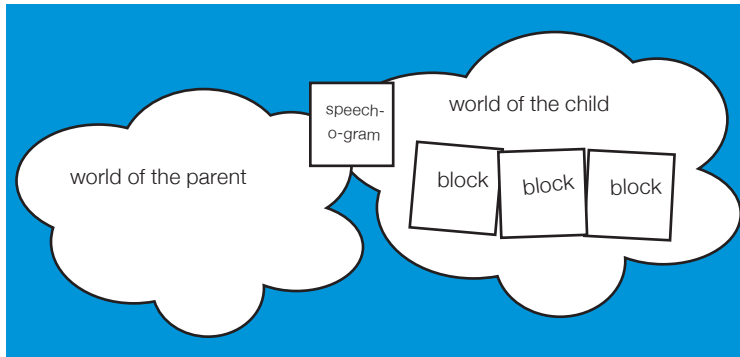 speech-
o-gram
world of the child
world of the parent
block
block
block